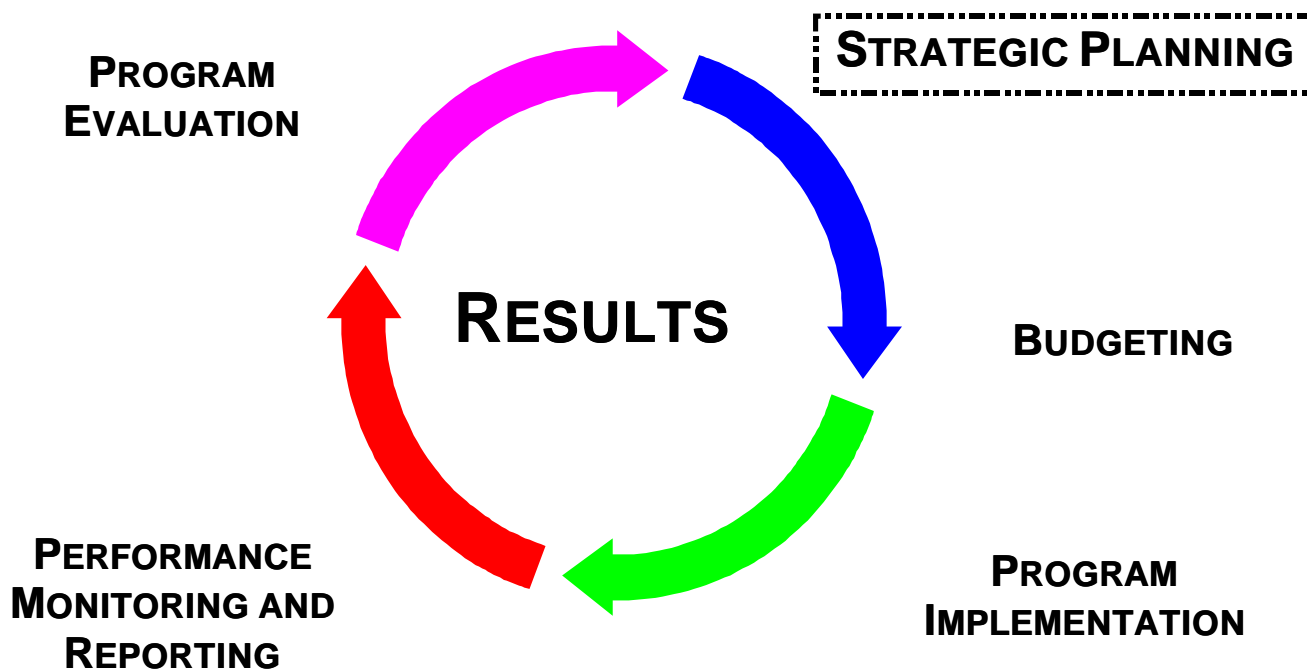 PROGRAM
EVALUATION
STRATEGIC PLANNING
RESULTS
BUDGETING
PERFORMANCE
MONITORING AND
REPORTING
PROGRAM
IMPLEMENTATION